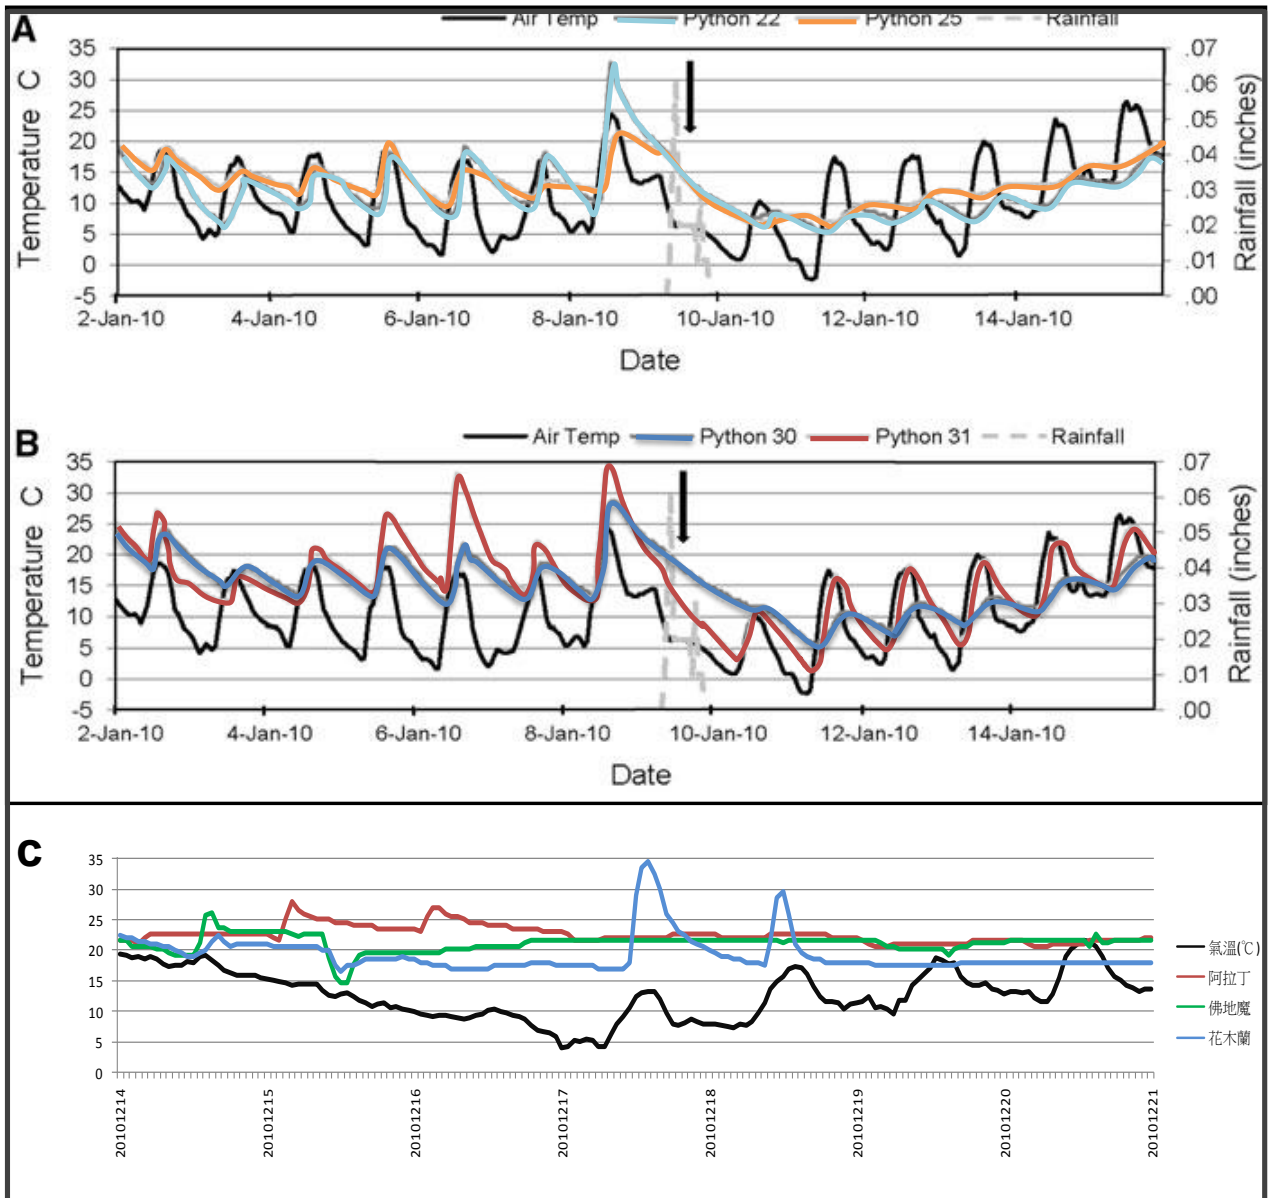 A
Air Temp Python 22 Python 25 Rainfall
35 30 25 20 15 10 5 0 -5
Temperature C
.07 .06 .05 .04 .03 .02 .01 .00
Rainfall (inches)
2-Jan-10 4-Jan-10 6-Jan-10 8-Jan-10 10-Jan-10 12-Jan-10 14-Jan-10
Date
B
Air Temp Python 30 Python 31 Rainfall
35 30 25 20 15 10 5 0 -5
Temperature C
.07 .06 .05 .04 .03 .02 .01 .00
Rainfall (inches)
2-Jan-10 4-Jan-10 6-Jan-10 8-Jan-10 10-Jan-10 12-Jan-10 14-Jan-10
Date
C
35 30 25 20 15 10 5 0
氣溫(℃)
阿拉丁
佛地魔
花木蘭
20101214 20101215 20101216 20101217 20101218 20101219 20101220 20101221